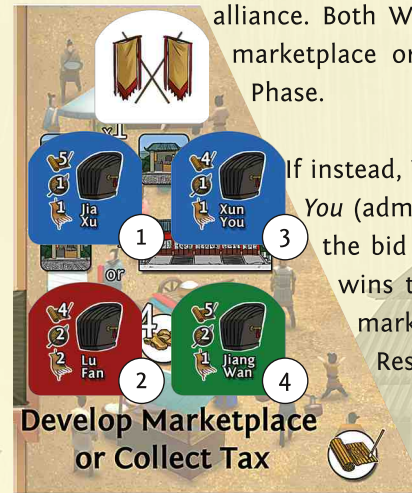 alliance. Both W
marketplace or
Phase.
If instead,
You (adm
the bid
wins t
mark
Res
x1
5
1
1
Jia
Xu
1
4
1
1
Xun
You
3
or
4
2
2
Lu
Fan
2
4
5
2
1
Jiang
Wan
4
Develop Marketplace
or Collect Tax